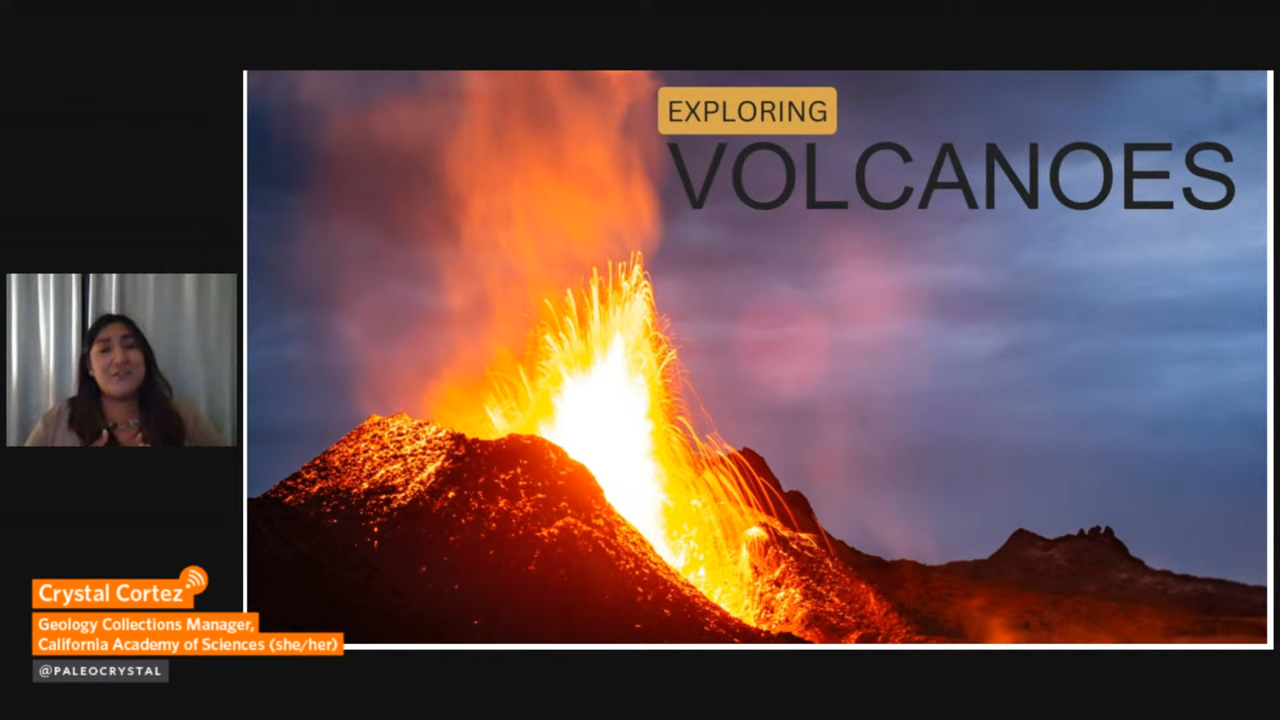 EXPLORING
VOLCANOES
Crystal Cortez
Geology Collections Manager,
California Academy of Sciences (she/her)
@PALEOCRYSTAL